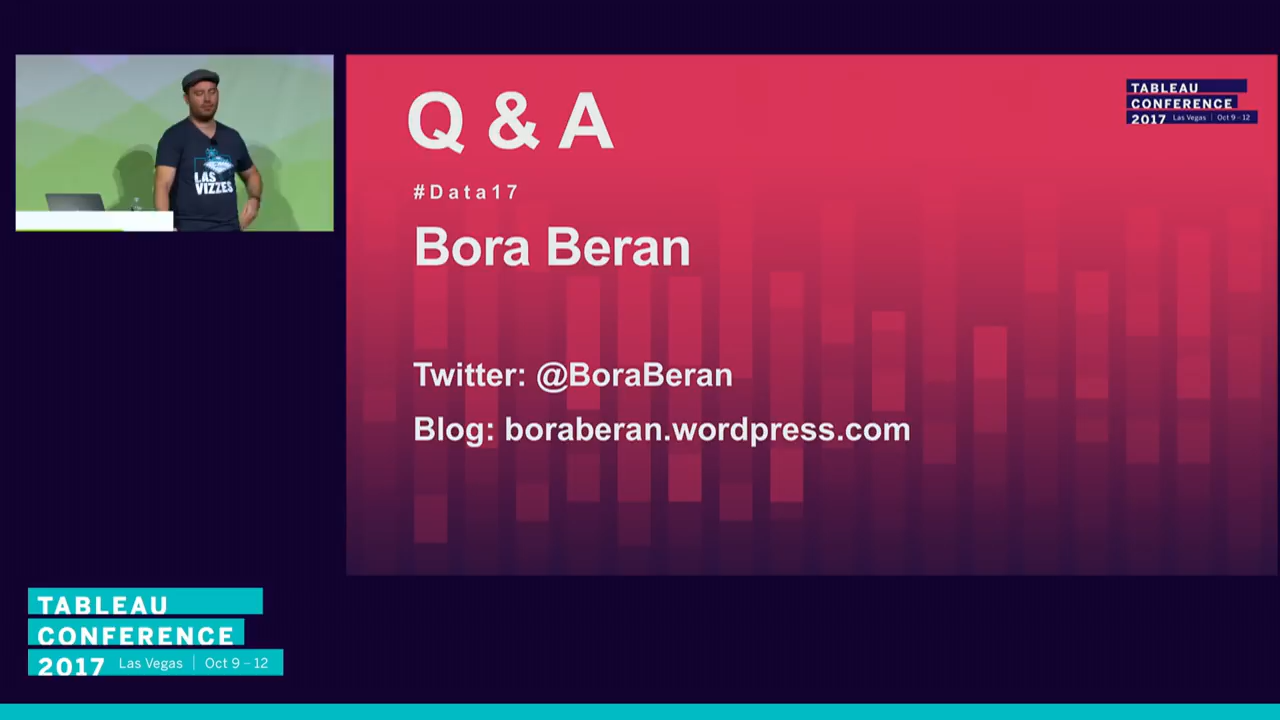 LAS
VIZZES
Q & A
#Data17
Bora Beran
Twitter: @BoraBeran
Blog: boraberan.wordpress.com
TABLEAU
CONFERENCE
2017 Las Vegas | Oct 9 – 12
TABLEAU
CONFERENCE
2017 Las Vegas | Oct 9 – 12